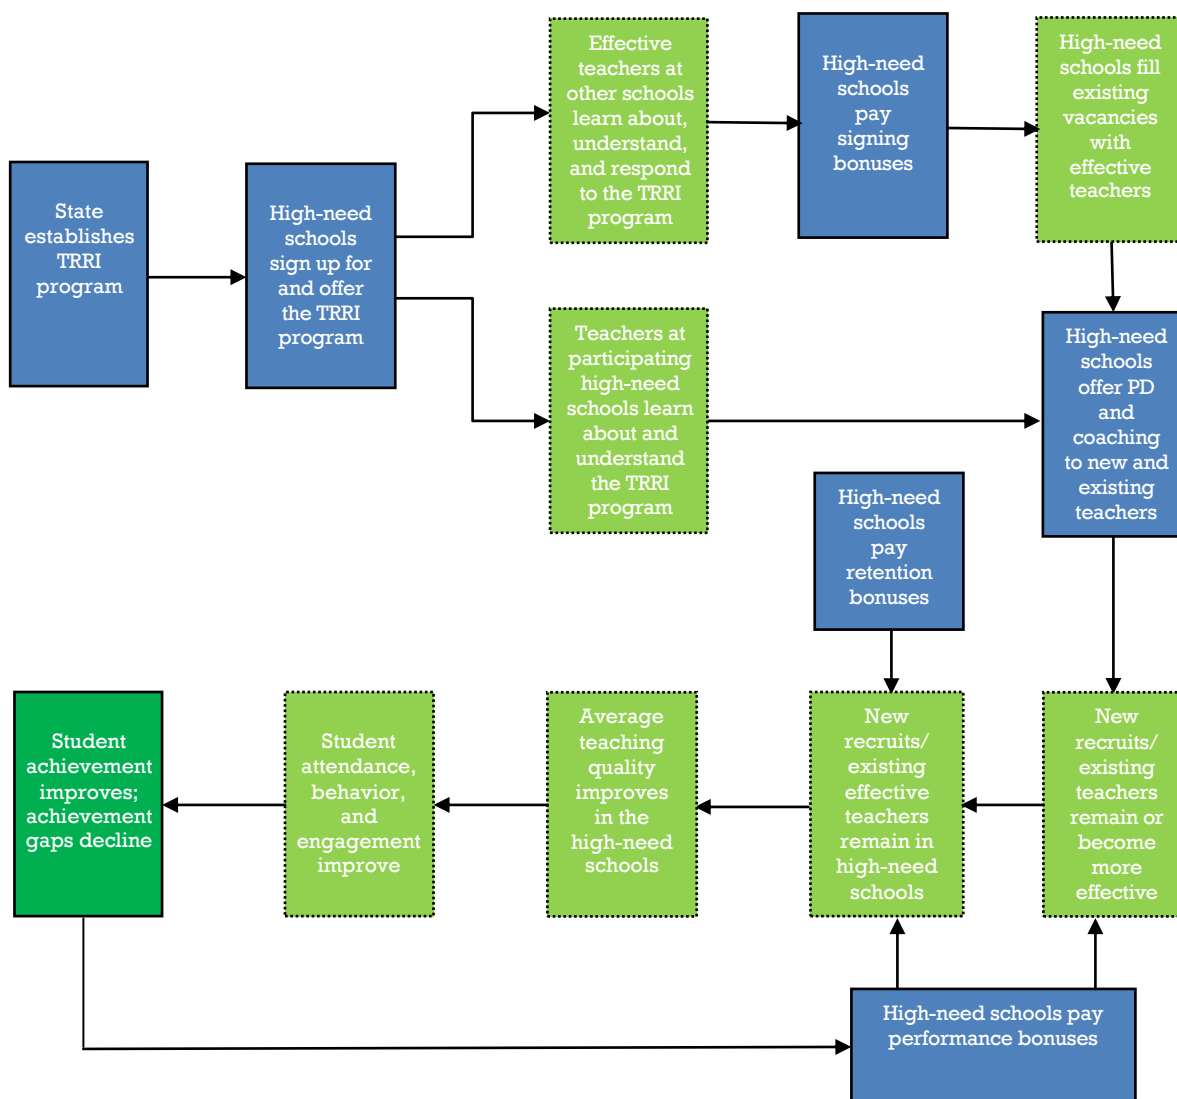 Effective
teachers at
other schools
learn about,
understand,
and respond
to the TRRI
program
High-need
schools
pay
signing
bonuses
High-need
schools fill
existing
vacancies
with
effective
teachers
State
establishes
TRRI
program
High-need
schools
sign up for
and offer
the TRRI
program
Teachers at
participating
high-need
schools learn
about and
understand
the TRRI
program
High-need
schools
offer PD
and
coaching
to new and
existing
teachers
High-need
schools
pay
retention
bonuses
Student
achievement
improves;
achievement
gaps decline
Student
attendance,
behavior,
and
engagement
improve
Average
teaching
quality
improves
in the
high-need
schools
New
recruits/
existing
effective
teachers
remain in
high-need
schools
New
recruits/
existing
teachers
remain or
become
more
effective
High-need schools pay
performance bonuses